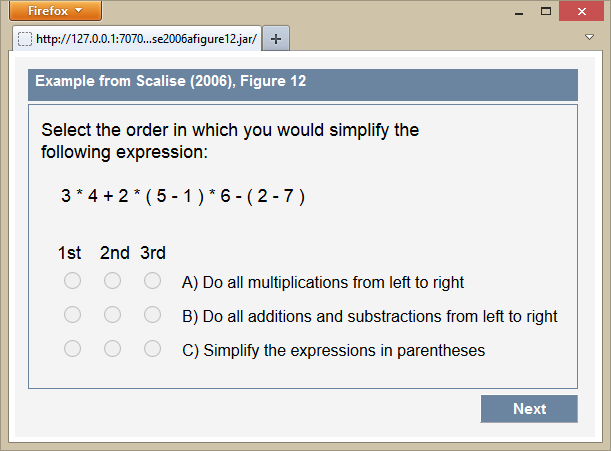 Firefox
http://127.0.0.1:7070...se2006afigure12.jar/
Example from Scalise (2006), Figure 12
Select the order in which you would simplify the
following expression:
3 * 4 + 2 * ( 5 - 1 ) * 6 - ( 2 - 7 )
1st 2nd 3rd
A) Do all multiplications from left to right
B) Do all additions and substractions from left to right
C) Simplify the expressions in parentheses
Next